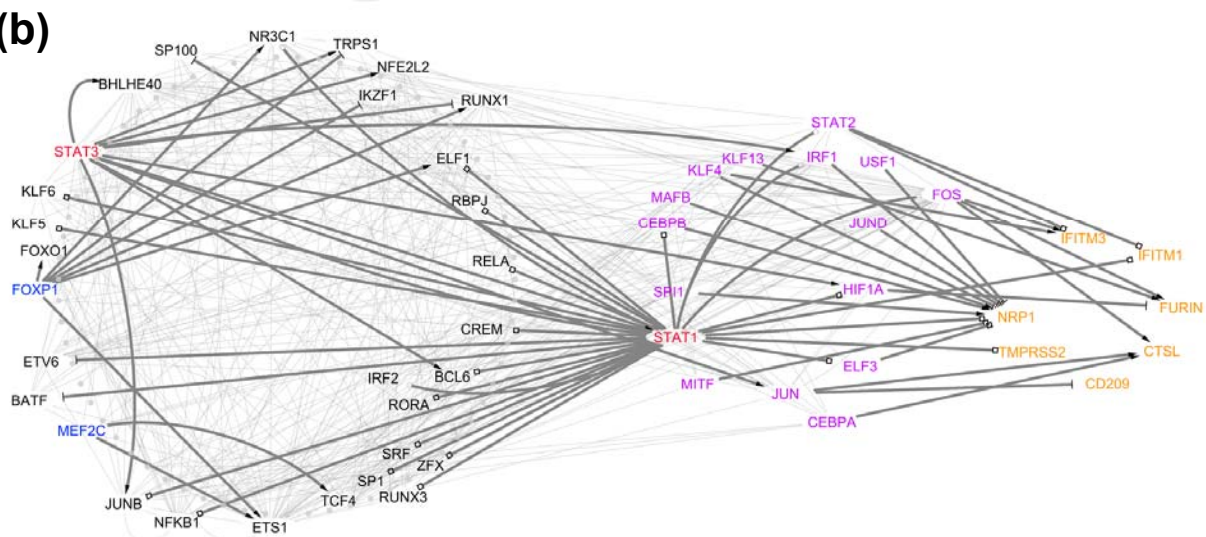 (b)
NR3C1
SP100
TRPS1
NFE2L2
BHLHE40
IKZF1
RUNX1
STAT3
STAT2
KLF13
IRF1
USF1
ELF1
KLF4
KLF6
RBPJ
MAFB
FOS
KLF5
CEBPB
JUND
IFITM3
FOXO1
RELA
IFITM1
FOXP1
SPI1
HIF1A
FURIN
NRP1
CREM
STAT1
TMPRSS2
CTSL
ETV6
BCL6
IRF2
ELF3
MITF
CD209
BATF
RORA
JUN
MEF2C
CEBPA
SRF
ZFX
SP1
JUNB
TCF4
RUNX3
NFKB1
ETS1